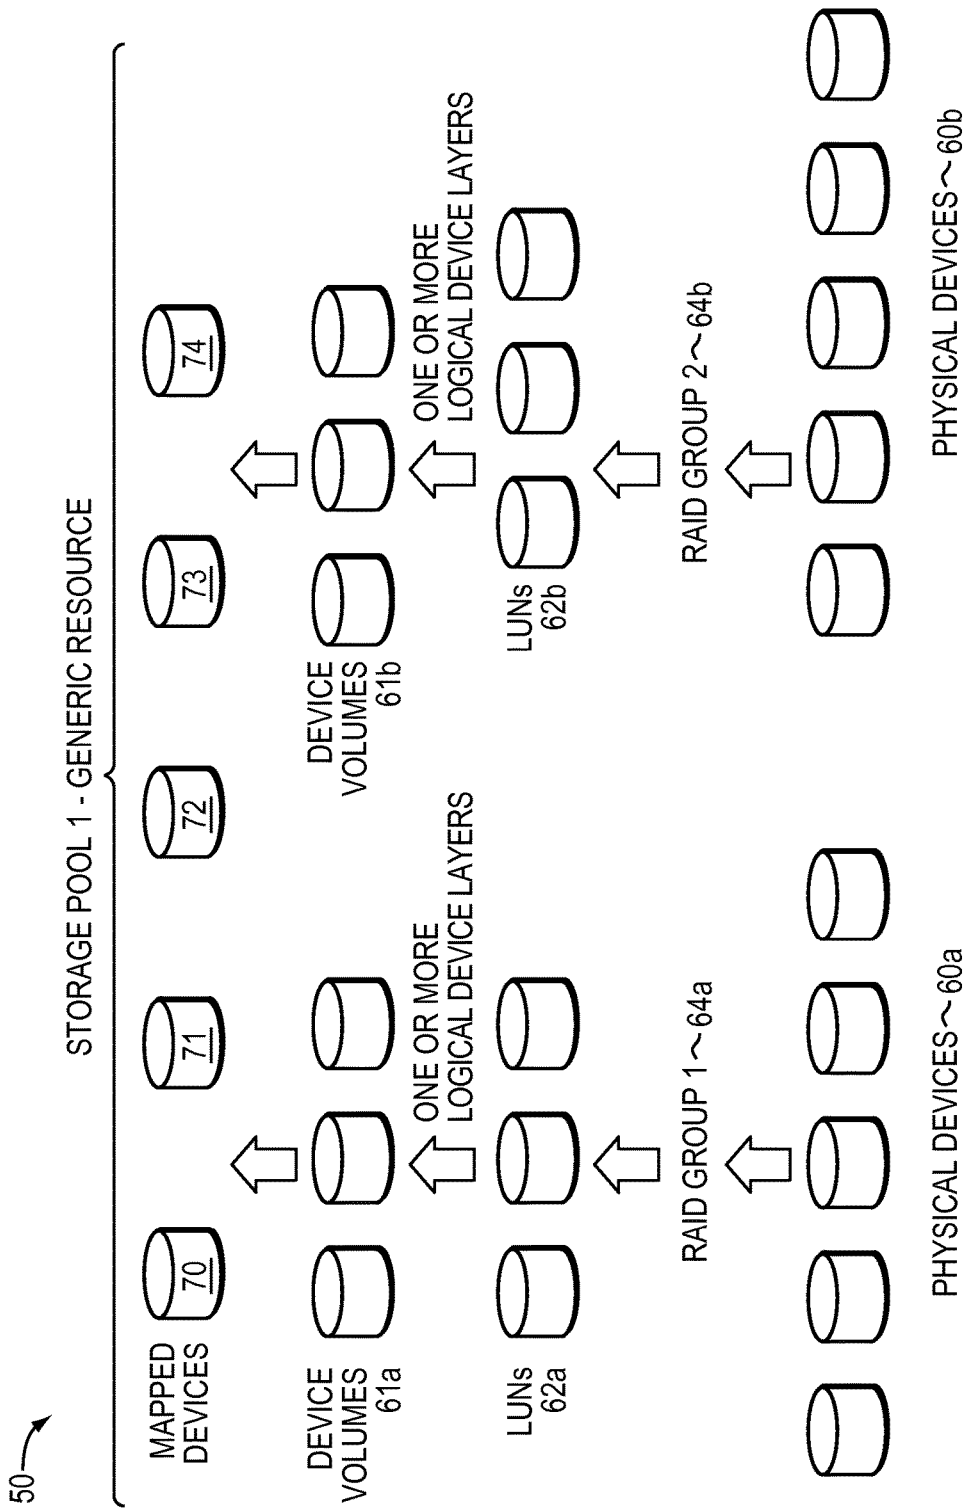 50
STORAGE POOL 1 - GENERIC RESOURCE
MAPPED
DEVICES
70
71
72
73
74
DEVICE
VOLUMES
61a
DEVICE
VOLUMES
61b
ONE OR MORE
LOGICAL DEVICE LAYERS
ONE OR MORE
LOGICAL DEVICE LAYERS
LUNs
62a
LUNs
62b
RAID GROUP 1~64a
RAID GROUP 2~64b
PHYSICAL DEVICES~60a
PHYSICAL DEVICES~60b